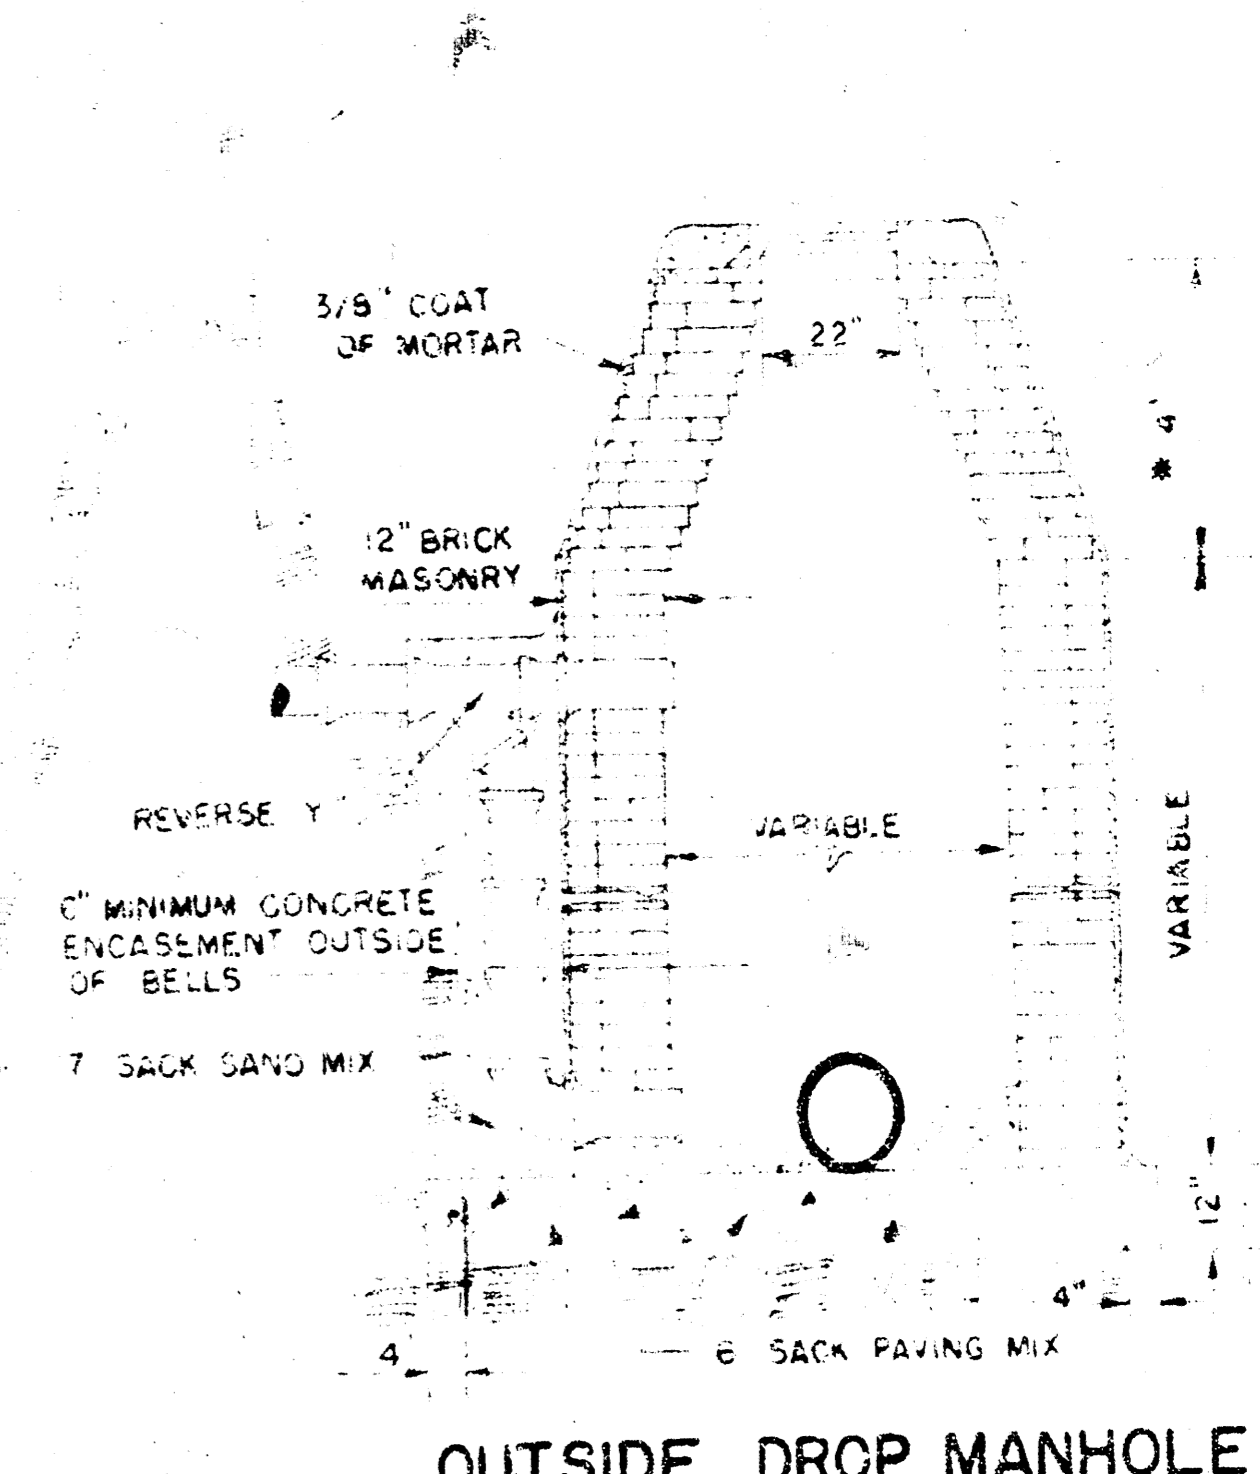 3/8" COAT
OF MORTAR
22"
* 4'
12" BRICK
MASONRY
REVERSE Y
VARIABLE
VARIABLE
6" MINIMUM CONCRETE
ENCASEMENT OUTSIDE
OF BELLS
7 SACK SAND MIX
12"
4"
4
6 SACK PAVING MIX
OUTSIDE DROP MANHOLE